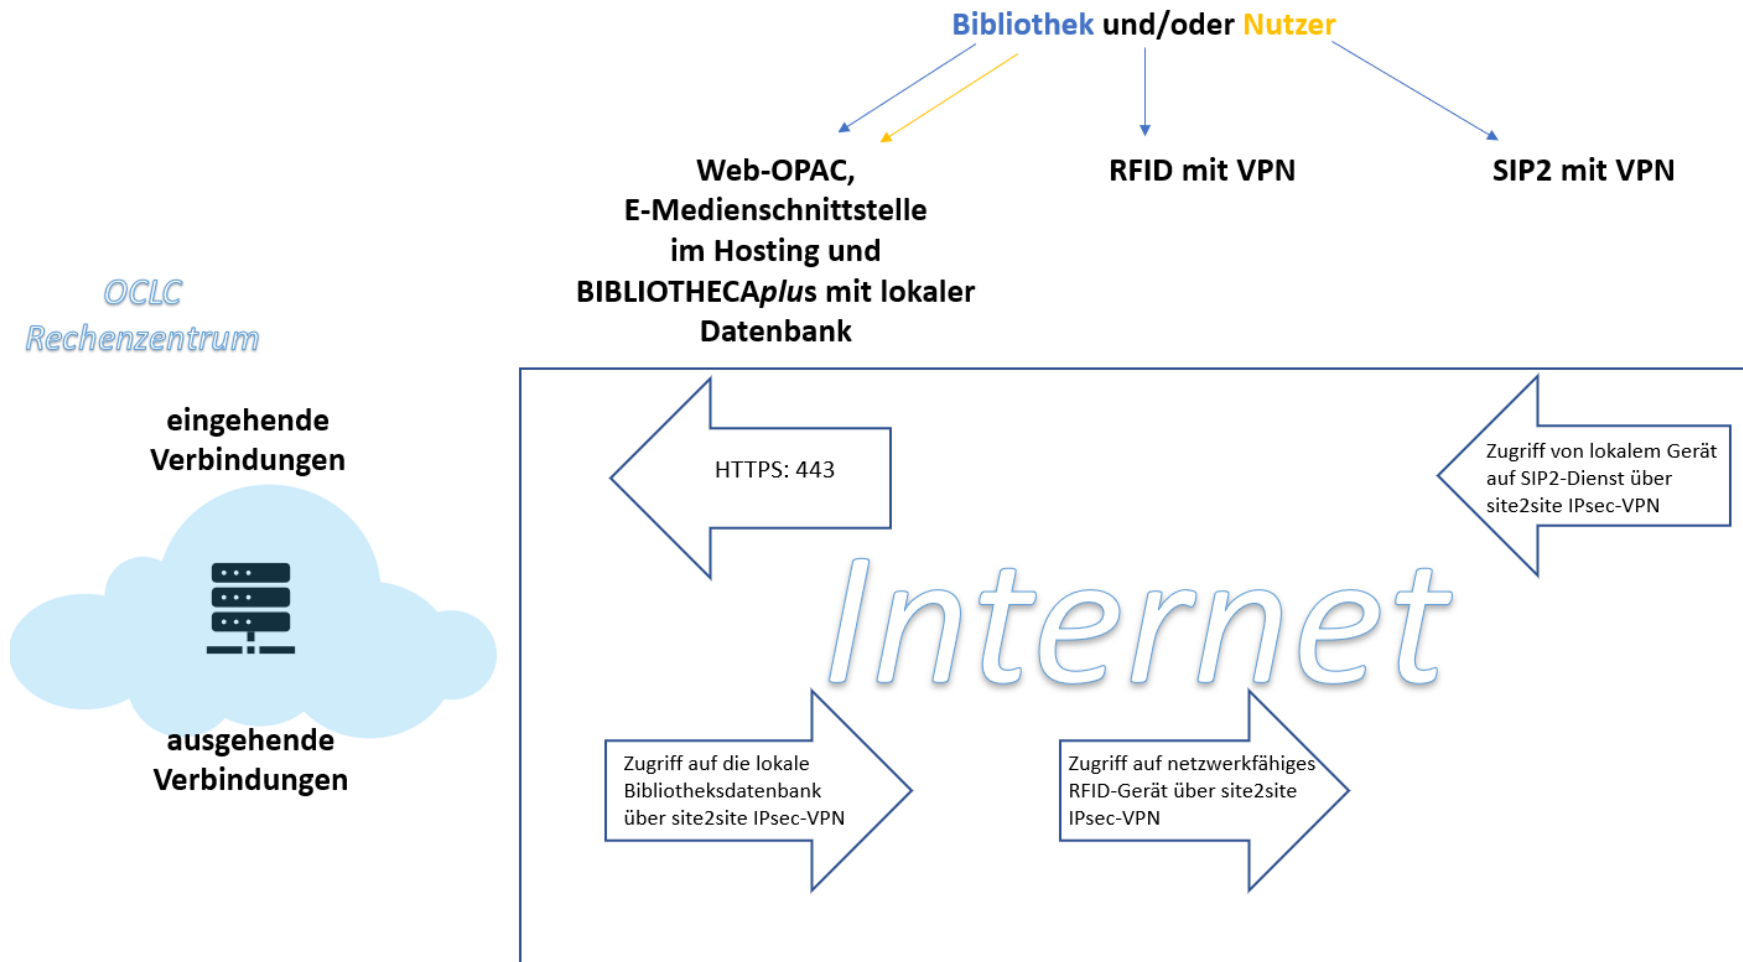 Bibliothek und/oder Nutzer
Web-OPAC,
E-Medienschnittstelle
im Hosting und
BIBLIOTHECAplus mit lokaler
Datenbank
RFID mit VPN
SIP2 mit VPN
OCLC
Rechenzentrum
eingehende
Verbindungen
HTTPS: 443
Zugriff von lokalem Gerät
auf SIP2-Dienst über
site2site IPsec-VPN
Internet
ausgehende
Verbindungen
Zugriff auf die lokale
Bibliotheksdatenbank
über site2site IPsec-VPN
Zugriff auf netzwerkfähiges
RFID-Gerät über site2site
IPsec-VPN